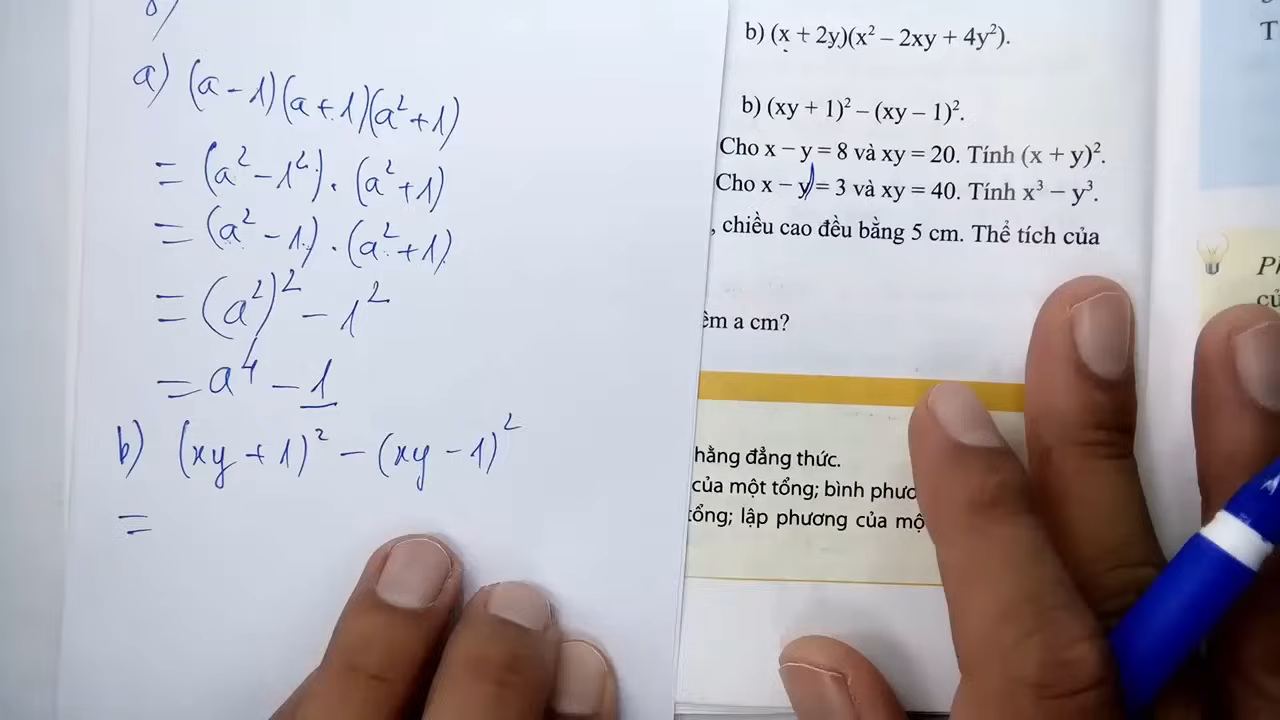 a) (a - 1)(a + 1)(a² + 1)
= (a² - 1²) . (a² + 1)
= (a² - 1) . (a² + 1)
= (a²)² - 1²
= a⁴ - 1
b) (xy + 1)² - (xy - 1)²
=
b) (x + 2y)(x² – 2xy + 4y²).
b) (xy + 1)² – (xy – 1)².
Cho x – y = 8 và xy = 20. Tính (x + y)².
Cho x – y = 3 và xy = 40. Tính x³ – y³.
, chiều cao đều bằng 5 cm. Thể tích của
êm a cm?
hằng đẳng thức.
của một tổng; bình phươ
tổng; lập phương của mộ
T
củ